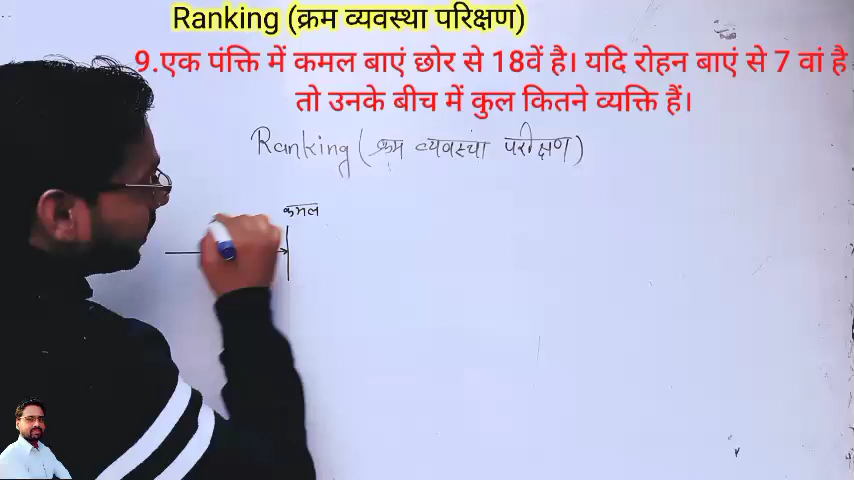 Ranking (क्रम व्यवस्था परिक्षण)
9.एक पंक्ति में कमल बाएं छोर से 18वें है। यदि रोहन बाएं से 7 वां है
तो उनके बीच में कुल कितने व्यक्ति हैं।
Ranking (क्रम व्यवस्था परीक्षण)
कमल